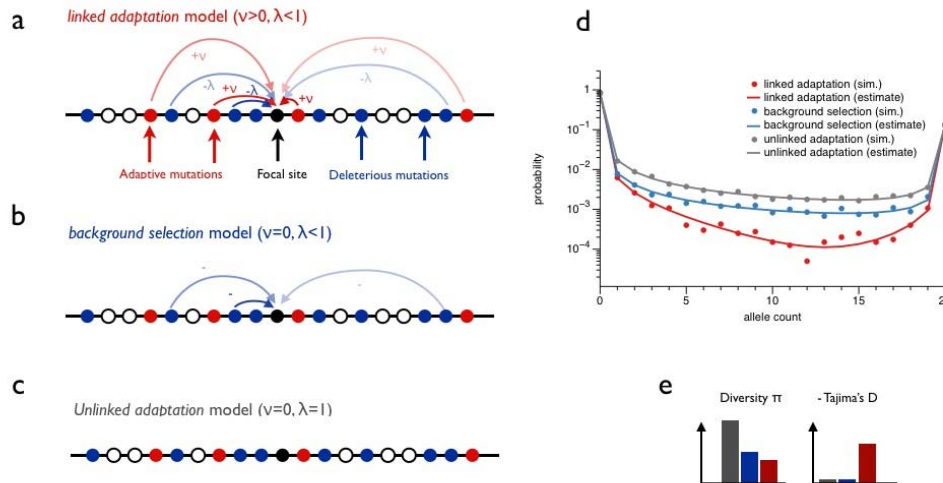 a
linked adaptation model (ν>0, λ<1)
+ν
+ν
-λ
-λ
+ν
-λ
+ν
Adaptive mutations
Focal site
Deleterious mutations
b
background selection model (ν=0, λ<1)
-
-
-
c
Unlinked adaptation model (ν=0, λ=1)
d
linked adaptation (sim.)
linked adaptation (estimate)
background selection (sim.)
background selection (estimate)
unlinked adaptation (sim.)
unlinked adaptation (estimate)
probability
1
10⁻¹
10⁻²
10⁻³
10⁻⁴
0
5
10
15
2
allele count
e
Diversity π
- Tajima's D